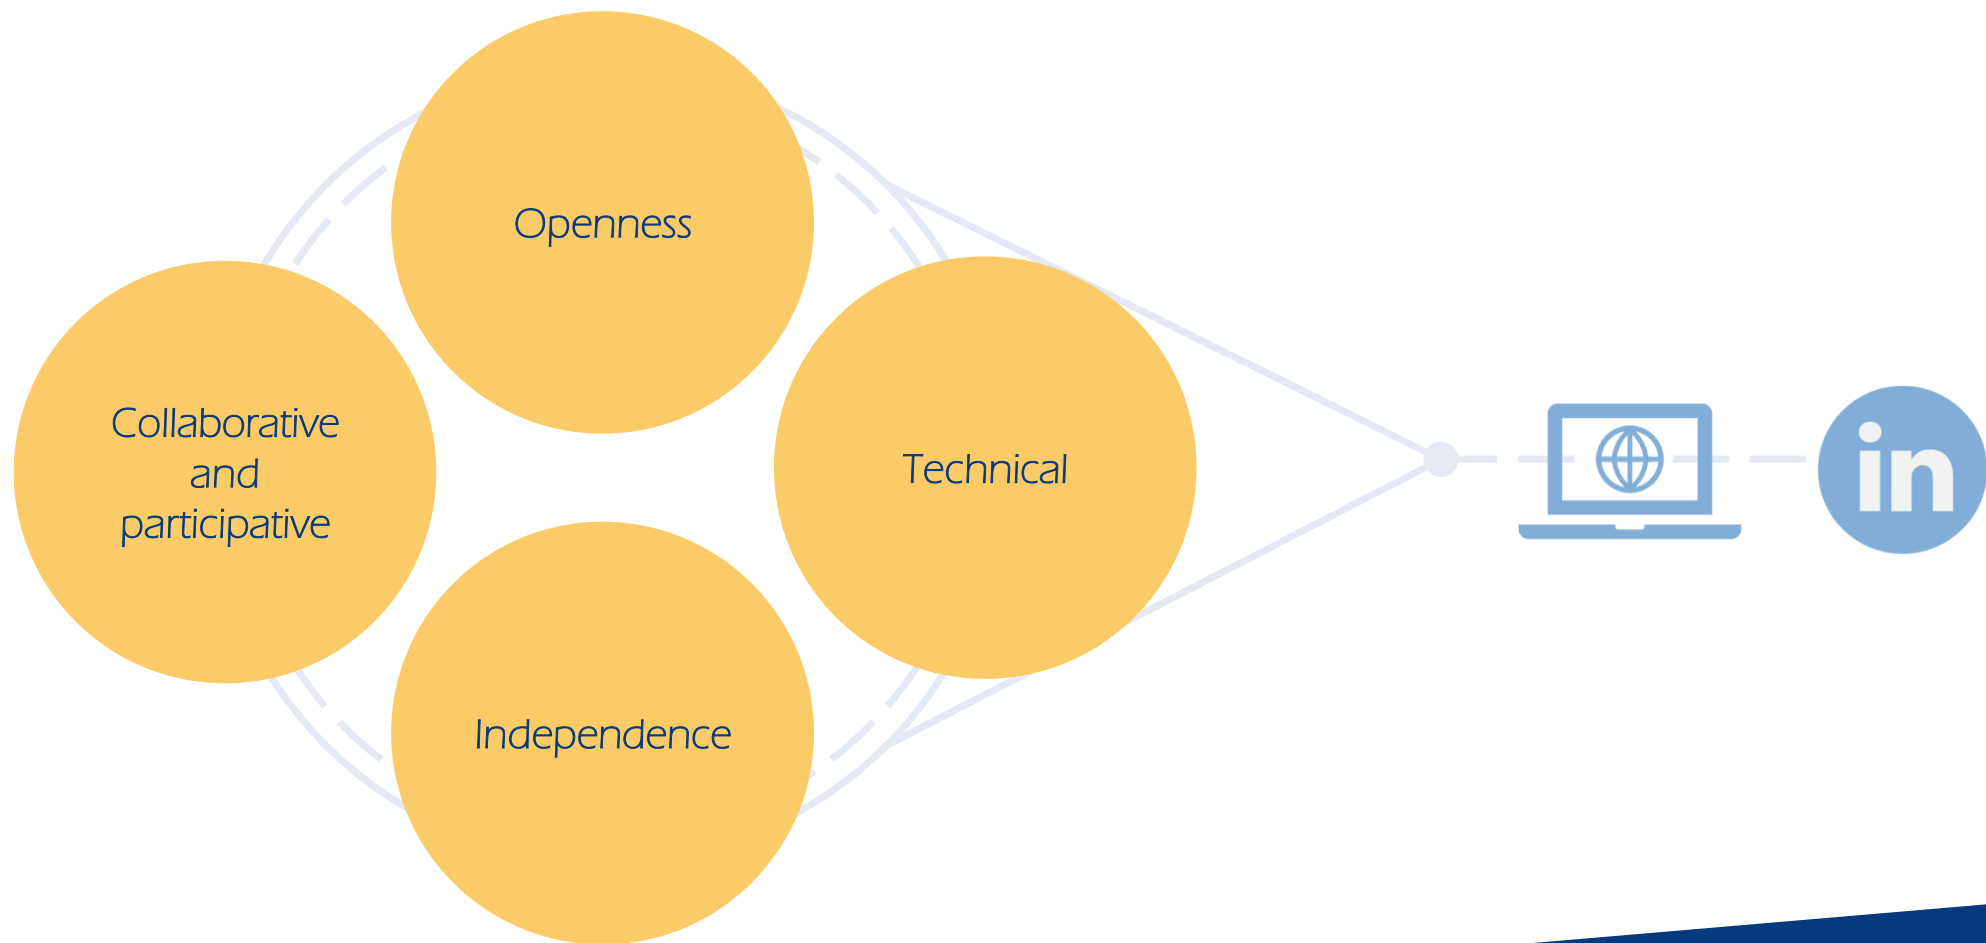 Openness
Collaborative
and
participative
Technical
Independence
in